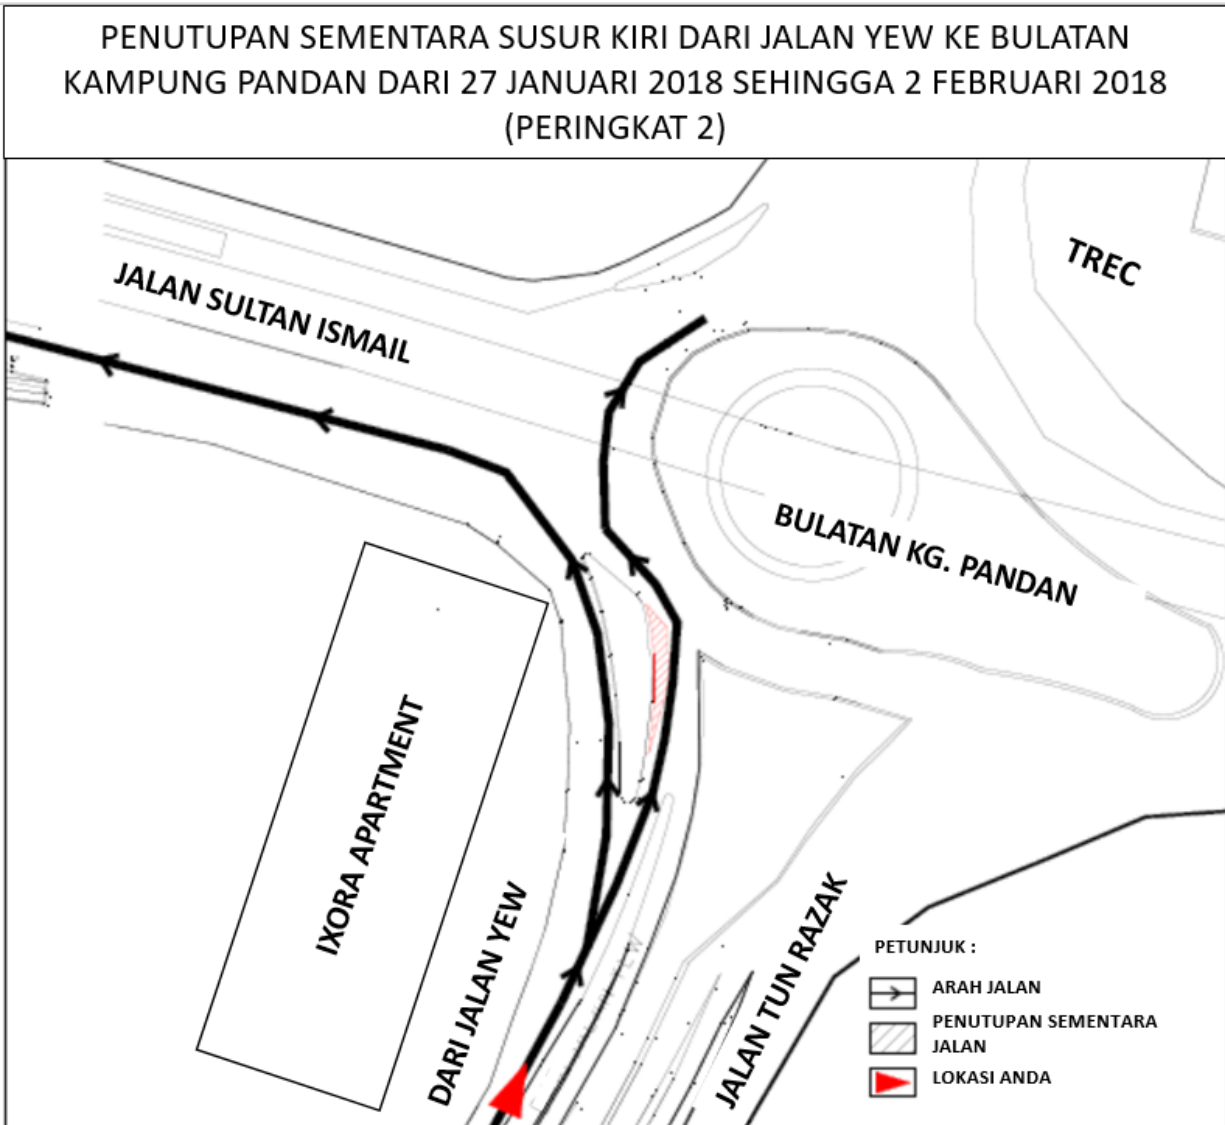 PENUTUPAN SEMENTARA SUSUR KIRI DARI JALAN YEW KE BULATAN
KAMPUNG PANDAN DARI 27 JANUARI 2018 SEHINGGA 2 FEBRUARI 2018
(PERINGKAT 2)
TREC
JALAN SULTAN ISMAIL
BULATAN KG. PANDAN
IXORA APARTMENT
DARI JALAN YEW
JALAN TUN RAZAK
PETUNJUK :
ARAH JALAN
PENUTUPAN SEMENTARA
JALAN
LOKASI ANDA